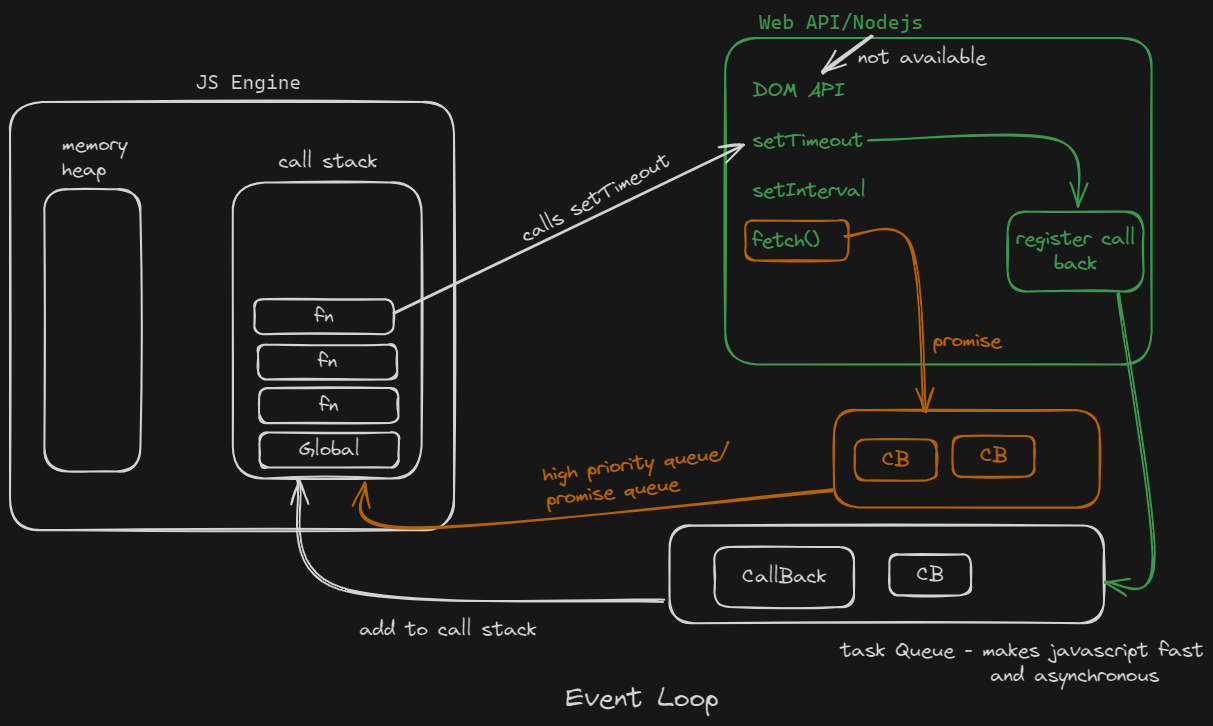 Web API/Nodejs
not available
JS Engine
DOM API
memory
heap
call stack
setTimeout
calls setTimeout
setInterval
fetch()
register call
back
fn
fn
fn
Global
promise
high priority queue/
promise queue
CB
CB
CallBack
CB
add to call stack
task Queue - makes javascript fast
and asynchronous
Event Loop